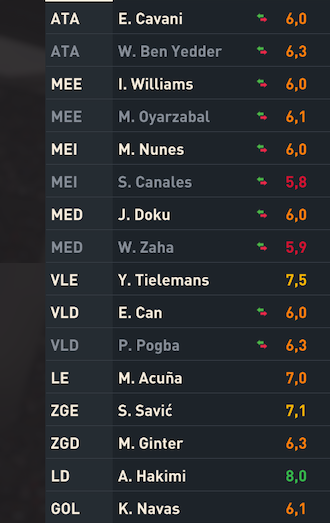 ATA E. Cavani 6,0
ATA W. Ben Yedder 6,3
MEE I. Williams 6,0
MEE M. Oyarzabal 6,1
MEI M. Nunes 6,0
MEI S. Canales 5,8
MED J. Doku 6,0
MED W. Zaha 5,9
VLE Y. Tielemans 7,5
VLD E. Can 6,0
VLD P. Pogba 6,3
LE M. Acuña 7,0
ZGE S. Savić 7,1
ZGD M. Ginter 6,3
LD A. Hakimi 8,0
GOL K. Navas 6,1